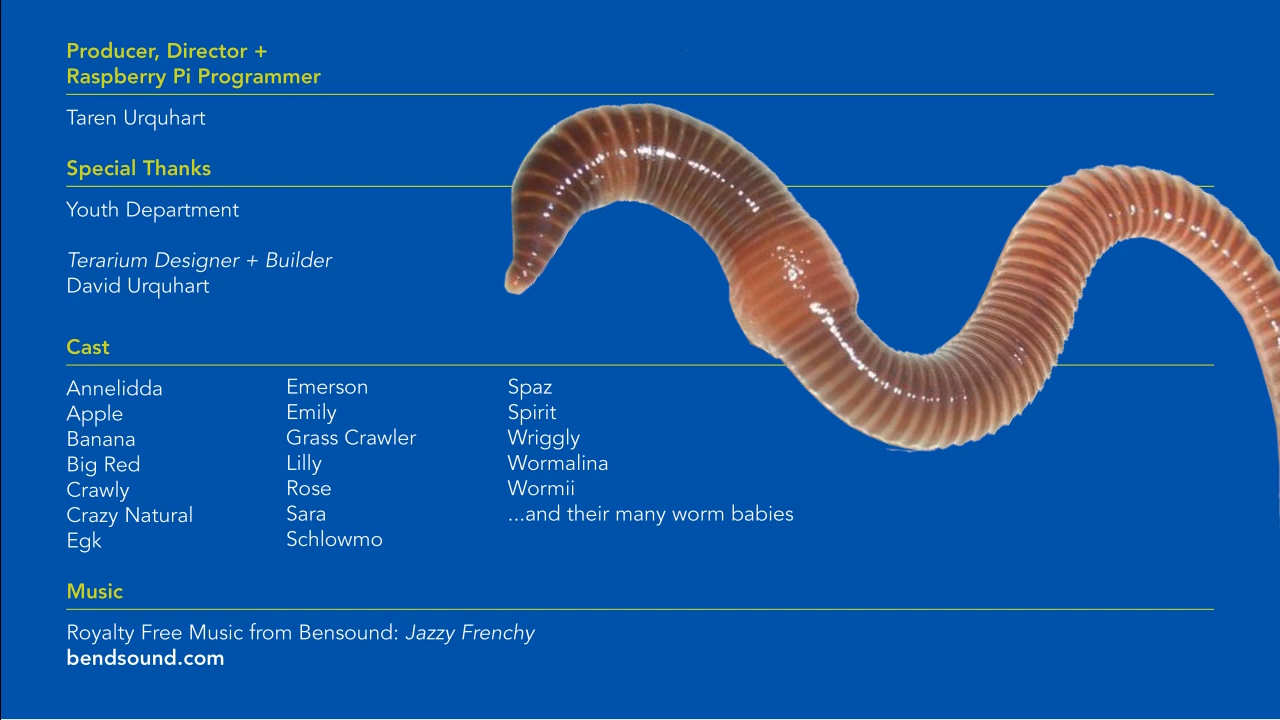 Producer, Director +
Raspberry Pi Programmer
Taren Urquhart
Special Thanks
Youth Department
Terarium Designer + Builder
David Urquhart
Cast
Annelidda
Apple
Banana
Big Red
Crawly
Crazy Natural
Egk
Emerson
Emily
Grass Crawler
Lilly
Rose
Sara
Schlowmo
Spaz
Spirit
Wriggly
Wormalina
Wormii
...and their many worm babies
Music
Royalty Free Music from Bensound: Jazzy Frenchy
bendsound.com